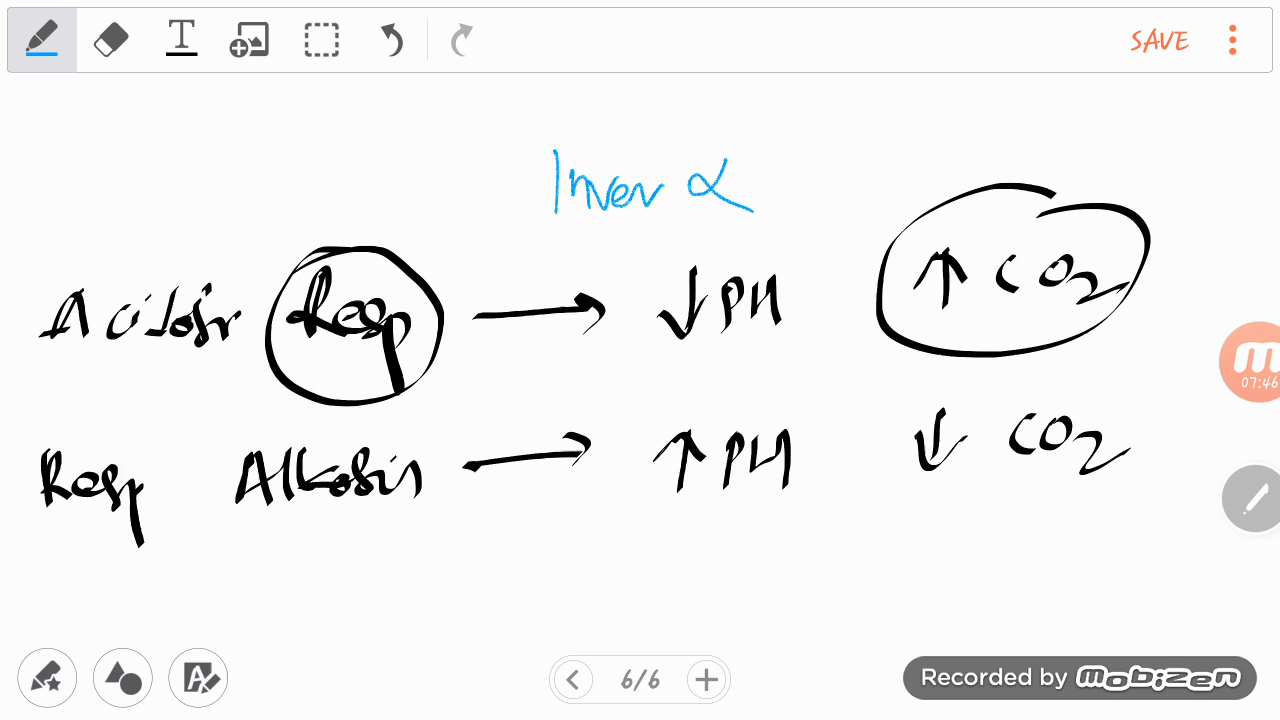 T SAVE
Inver ∝
Acidosis Resp → ↓ PH ↑ CO2
07:46
Resp Alkosis → ↑ PH ↓ CO2
6/6
Recorded by mobizen